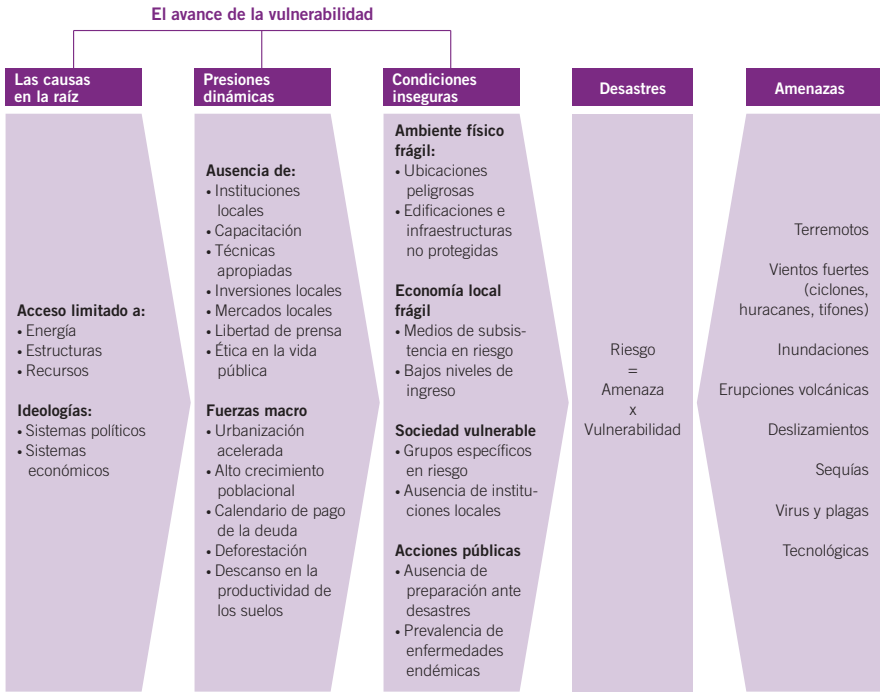 El avance de la vulnerabilidad
Las causas
en la raíz
Acceso limitado a:
• Energía
• Estructuras
• Recursos
Ideologías:
• Sistemas políticos
• Sistemas
económicos
Presiones
dinámicas
Ausencia de:
• Instituciones
locales
• Capacitación
• Técnicas
apropiadas
• Inversiones locales
• Mercados locales
• Libertad de prensa
• Ética en la vida
pública
Fuerzas macro
• Urbanización
acelerada
• Alto crecimiento
poblacional
• Calendario de pago
de la deuda
• Deforestación
• Descanso en la
productividad de
los suelos
Condiciones
inseguras
Ambiente físico
frágil:
• Ubicaciones
peligrosas
• Edificaciones e
infraestructuras
no protegidas
Economía local
frágil
• Medios de subsis-
tencia en riesgo
• Bajos niveles de
ingreso
Sociedad vulnerable
• Grupos específicos
en riesgo
• Ausencia de institu-
ciones locales
Acciones públicas
• Ausencia de
preparación ante
desastres
• Prevalencia de
enfermedades
endémicas
Desastres
Riesgo
=
Amenaza
x
Vulnerabilidad
Amenazas
Terremotos
Vientos fuertes
(ciclones,
huracanes, tifones)
Inundaciones
Erupciones volcánicas
Deslizamientos
Sequías
Virus y plagas
Tecnológicas